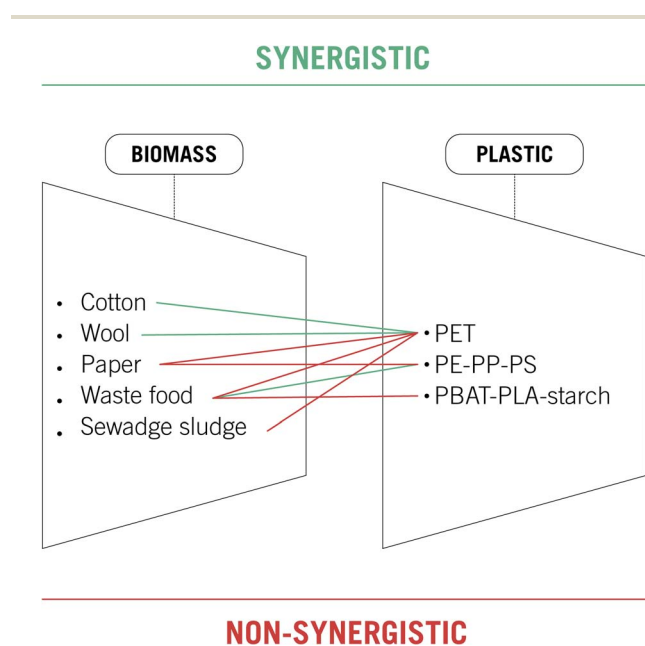 SYNERGISTIC
BIOMASS
PLASTIC
• Cotton
• Wool
• Paper
• Waste food
• Sewadge sludge
• PET
• PE-PP-PS
• PBAT-PLA-starch
NON-SYNERGISTIC